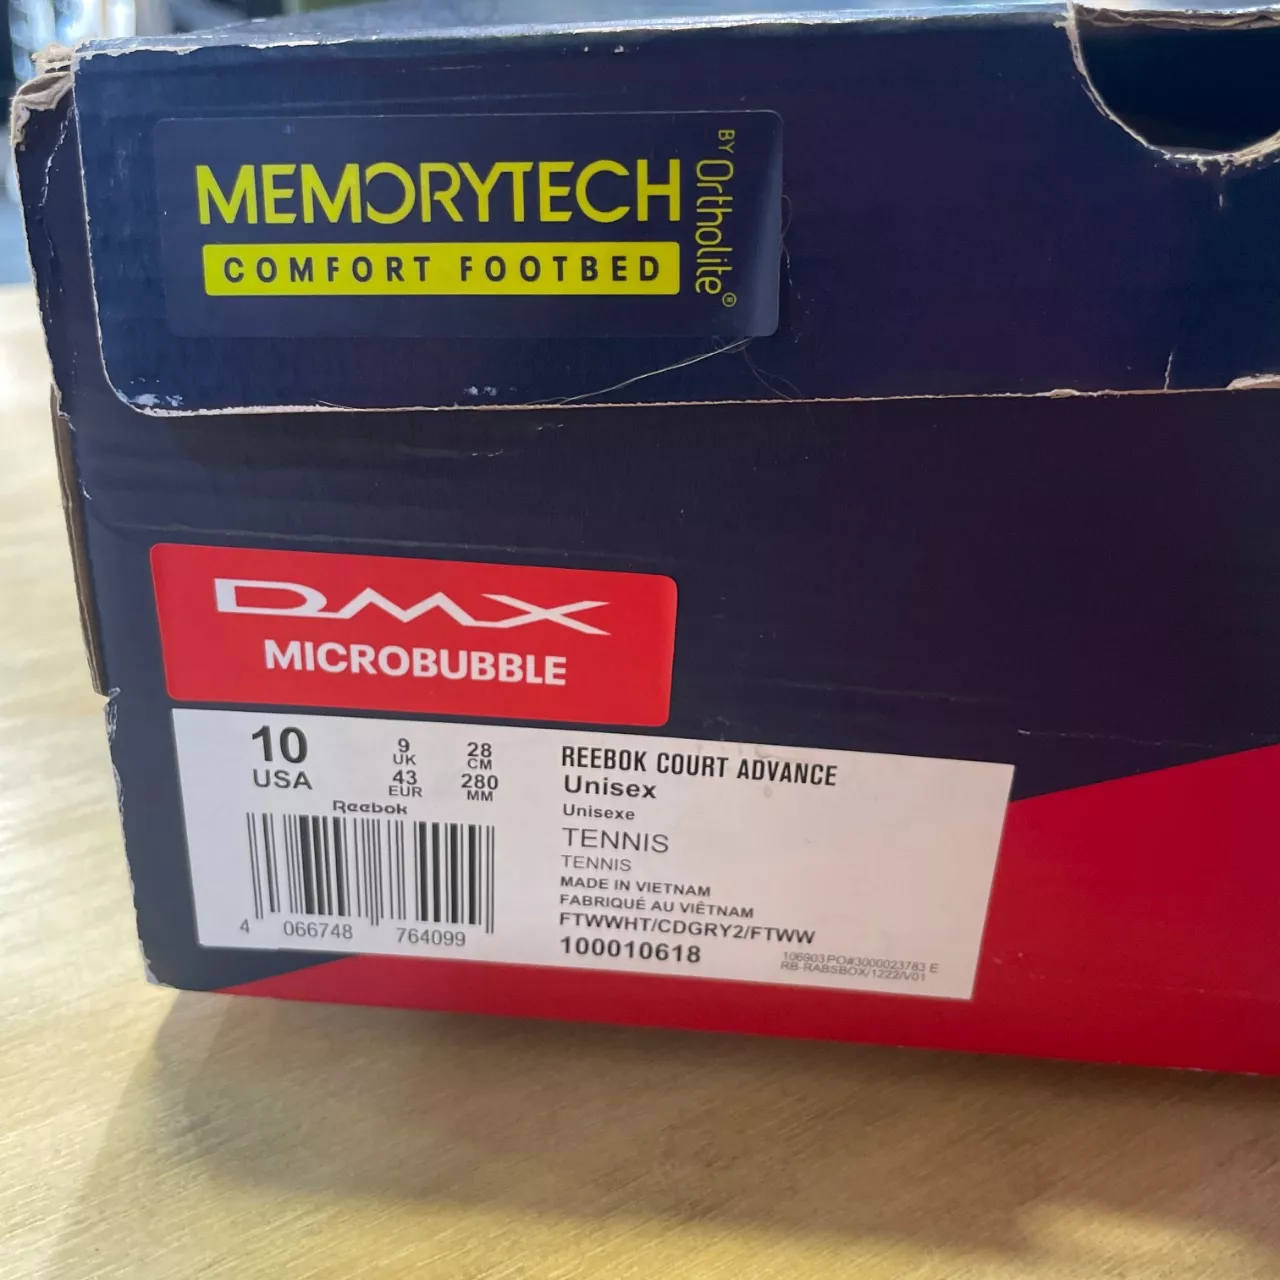 MEMORYTECH
COMFORT FOOTBED
BY Ortholite®
DMX
MICROBUBBLE
10
USA
9
UK
43
EUR
28
CM
280
MM
Reebok
4 066748 764099
REEBOK COURT ADVANCE
Unisex
Unisexe
TENNIS
TENNIS
MADE IN VIETNAM
FABRIQUÉ AU VIÊTNAM
FTWWHT/CDGRY2/FTWW
100010618
106903 PO#3000023783 E
RB-RABSBOX/1222/V01